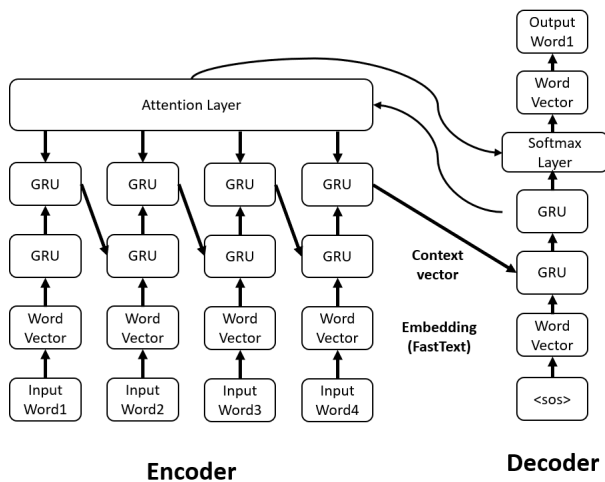 Output
Word1
Word
Vector
Attention Layer
Softmax
Layer
GRU
GRU
GRU
GRU
GRU
GRU
GRU
GRU
GRU
Context
vector
GRU
Word
Vector
Word
Vector
Word
Vector
Word
Vector
Embedding
(FastText)
Word
Vector
Input
Word1
Input
Word2
Input
Word3
Input
Word4
<sos>
Encoder
Decoder